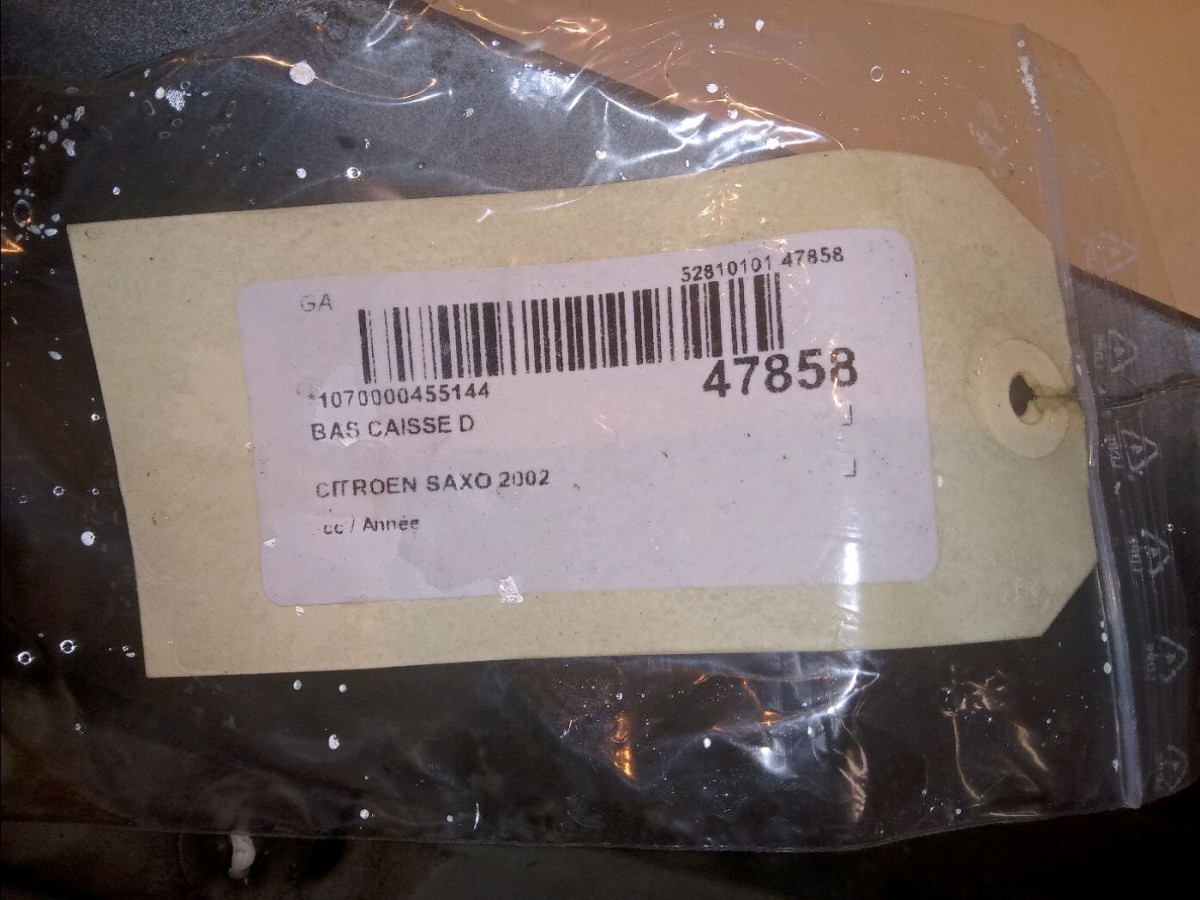 GA
52810101 47858
47858
*1070000455144
BAS CAISSE D
CITROEN SAXO 2002
cc / Année